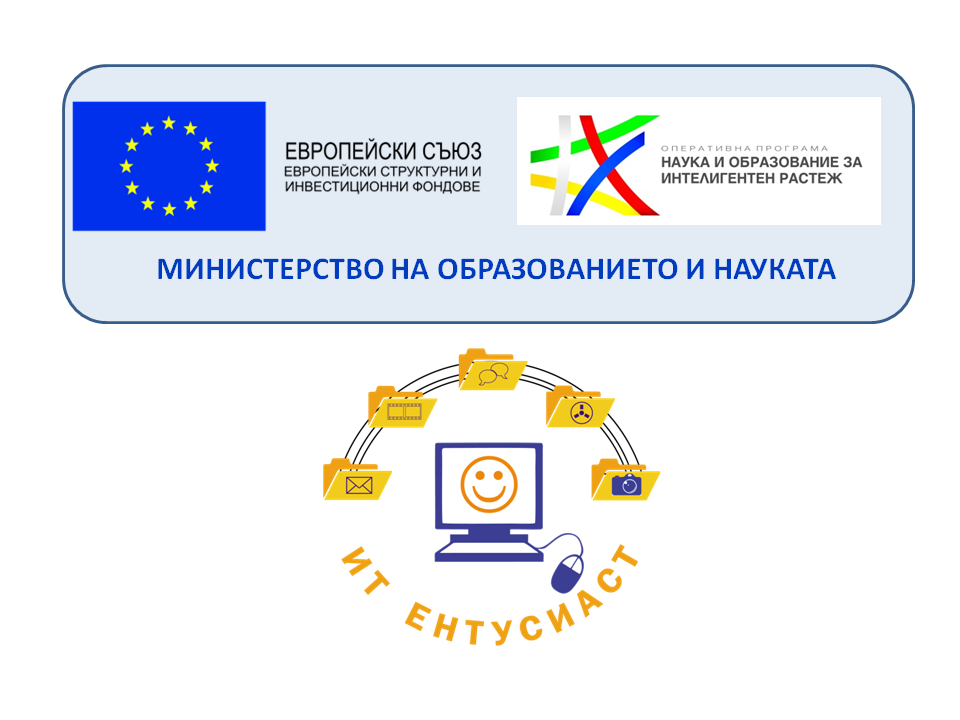 ЕВРОПЕЙСКИ СЪЮЗ
ЕВРОПЕЙСКИ СТРУКТУРНИ И
ИНВЕСТИЦИОННИ ФОНДОВЕ
ОПЕРАТИВНА ПРОГРАМА
НАУКА И ОБРАЗОВАНИЕ ЗА
ИНТЕЛИГЕНТЕН РАСТЕЖ
МИНИСТЕРСТВО НА ОБРАЗОВАНИЕТО И НАУКАТА
ИТ ЕНТУСИАСТ